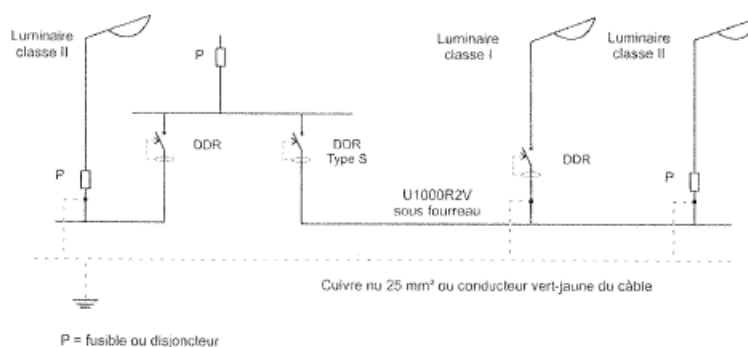 Luminaire
classe II
P
Luminaire
classe I
Luminaire
classe II
DDR
DDR
Type S
DDR
P
P
U1000R2V
sous fourreau
Cuivre nu 25 mm² ou conducteur vert-jaune du câble
P = fusible ou disjoncteur